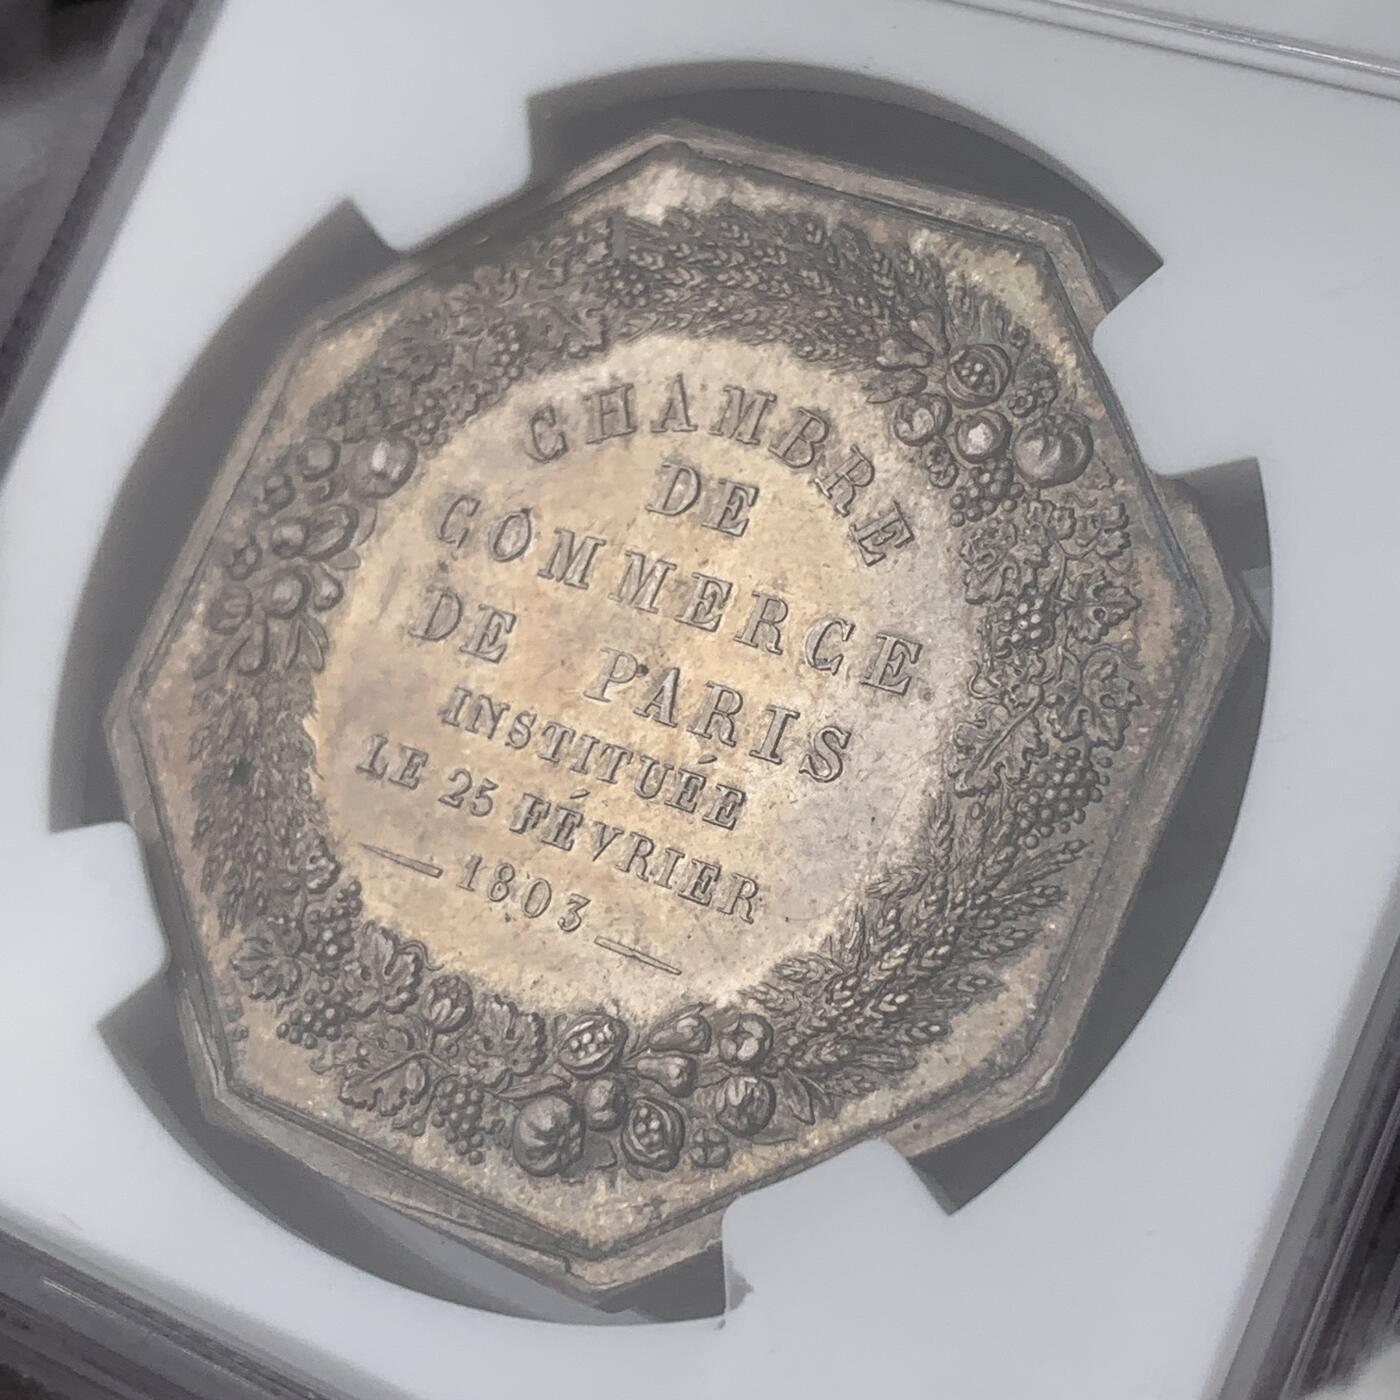 CHAMBRE
DE
COMMERCE
DE PARIS
INSTITUÉE
LE 25 FÉVRIER
1803